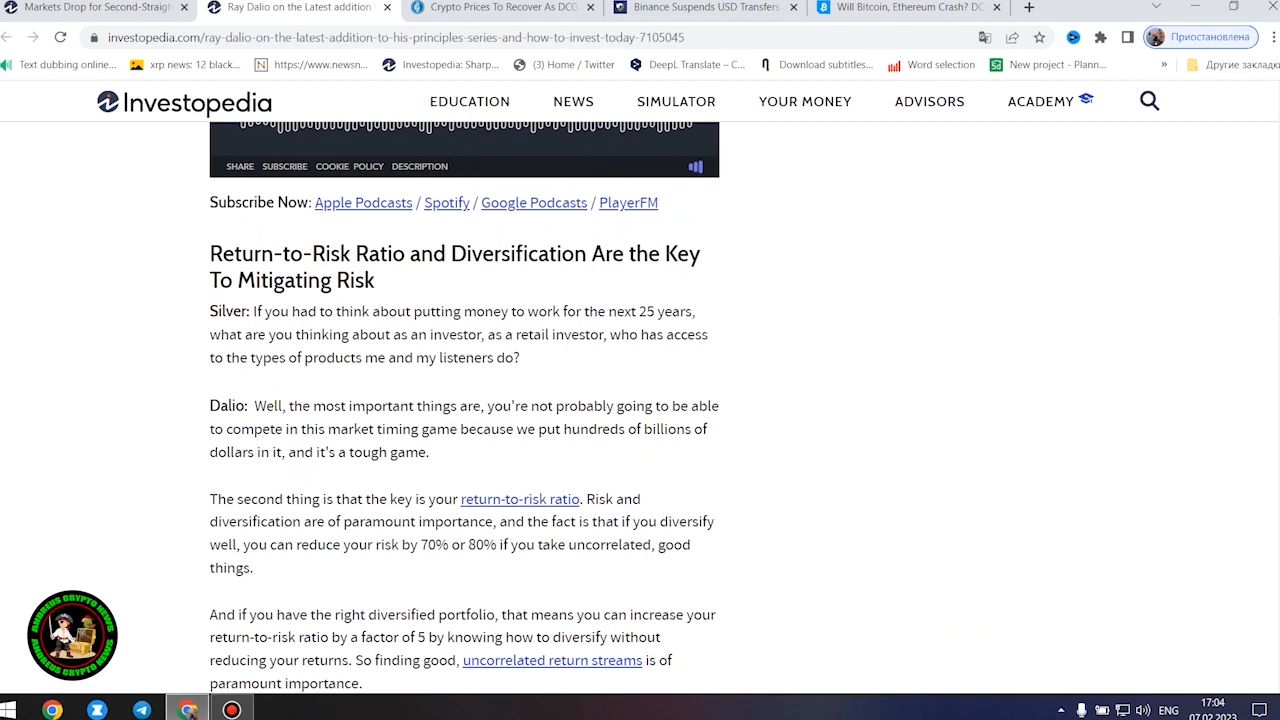 Markets Drop for Second-Straigh
Ray Dalio on the Latest addition
Crypto Prices To Recover As DCG
Binance Suspends USD Transfers
Will Bitcoin, Ethereum Crash? DC
investopedia.com/ray-dalio-on-the-latest-addition-to-his-principles-series-and-how-to-invest-today-7105045
Приостановлена
Text dubbing online...
xrp news: 12 black...
https://www.newsn...
Investopedia: Sharp...
(3) Home / Twitter
DeepL Translate – C...
Download subtitles...
Word selection
New project - Plann...
»
Другие закладки
Investopedia
EDUCATION
NEWS
SIMULATOR
YOUR MONEY
ADVISORS
ACADEMY
SHARE SUBSCRIBE COOKIE POLICY DESCRIPTION
Subscribe Now: Apple Podcasts / Spotify / Google Podcasts / PlayerFM
Return-to-Risk Ratio and Diversification Are the Key
To Mitigating Risk
Silver: If you had to think about putting money to work for the next 25 years,
what are you thinking about as an investor, as a retail investor, who has access
to the types of products me and my listeners do?
Dalio: Well, the most important things are, you're not probably going to be able
to compete in this market timing game because we put hundreds of billions of
dollars in it, and it's a tough game.
The second thing is that the key is your return-to-risk ratio. Risk and
diversification are of paramount importance, and the fact is that if you diversify
well, you can reduce your risk by 70% or 80% if you take uncorrelated, good
things.
And if you have the right diversified portfolio, that means you can increase your
return-to-risk ratio by a factor of 5 by knowing how to diversify without
reducing your returns. So finding good, uncorrelated return streams is of
paramount importance.
ANDREUS CRYPTO NEWS
ANDREUS CRYPTO NEWS
ENG
17:04
07.02.2023